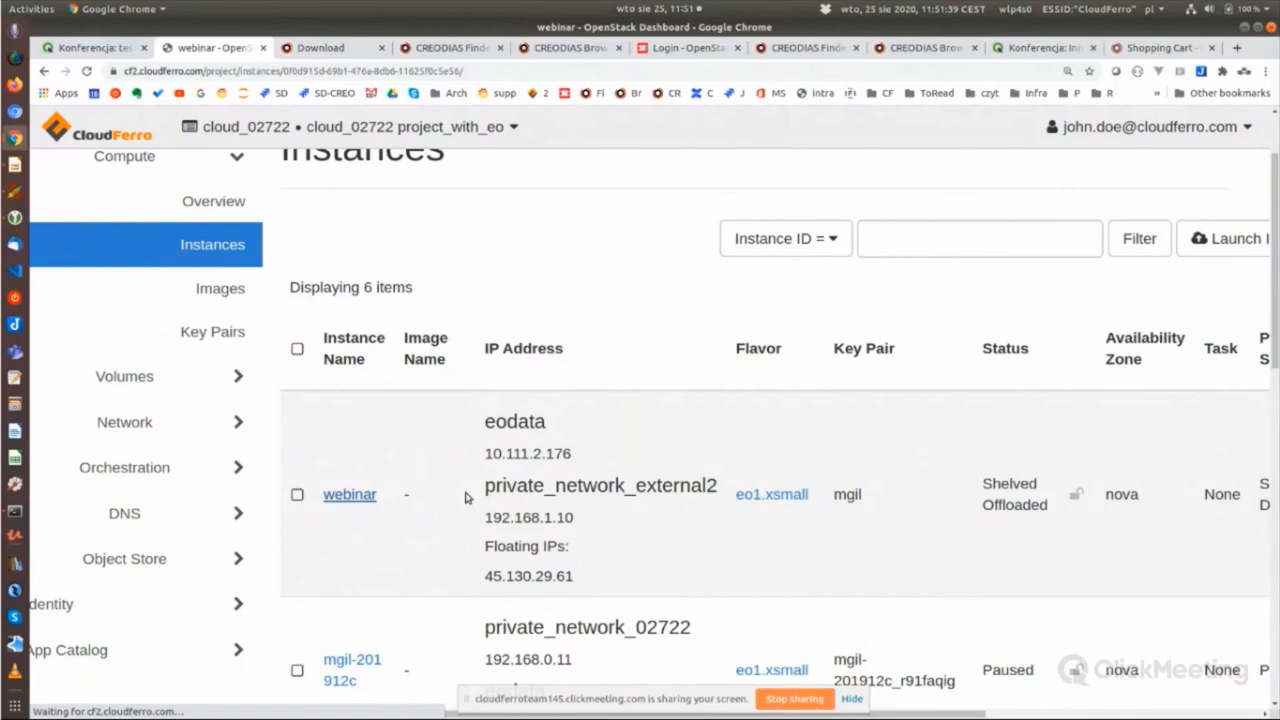 Activities
Google Chrome
wto sie 25, 11:51
wto, 25 sie 2020, 11:51:39 CEST
wlp4s0
ESSID:"CloudFerro"
pl
100 %
webinar - OpenStack Dashboard - Google Chrome
Konferencja: tes
webinar - OpenS
Download
CREODIAS Finde
CREODIAS Brow
Login - OpenSta
CREODIAS Finde
CREODIAS Brow
Konferencja: Int
Shopping Cart -
cf2.cloudferro.com/project/instances/0f0d915d-69b1-476a-8db6-11625f0c5e56/
Apps
SD
SD-CREO
Arch
supp
2
Fi
Br
CR
C
J
MS
intra
CF
ToRead
czyt
Infra
P
R
»
Other bookmarks
CloudFerro
cloud_02722 • cloud_02722 project_with_eo
john.doe@cloudferro.com
Compute
Instances
Overview
Instances
Images
Key Pairs
Volumes
Network
Orchestration
DNS
Object Store
dentity
App Catalog
Instance ID =
Filter
Launch I
Displaying 6 items
Instance Name
Image Name
IP Address
Flavor
Key Pair
Status
Availability Zone
Task
P
S
webinar
-
eodata
10.111.2.176
private_network_external2
192.168.1.10
Floating IPs:
45.130.29.61
eo1.xsmall
mgil
Shelved
Offloaded
nova
None
S
D
mgil-201
912c
-
private_network_02722
192.168.0.11
eo1.xsmall
mgil-
201912c_r91faqig
Paused
nova
None
P
ClickMeeting
cloudferroteam145.clickmeeting.com is sharing your screen.
Stop sharing
Hide
Waiting for cf2.cloudferro.com...